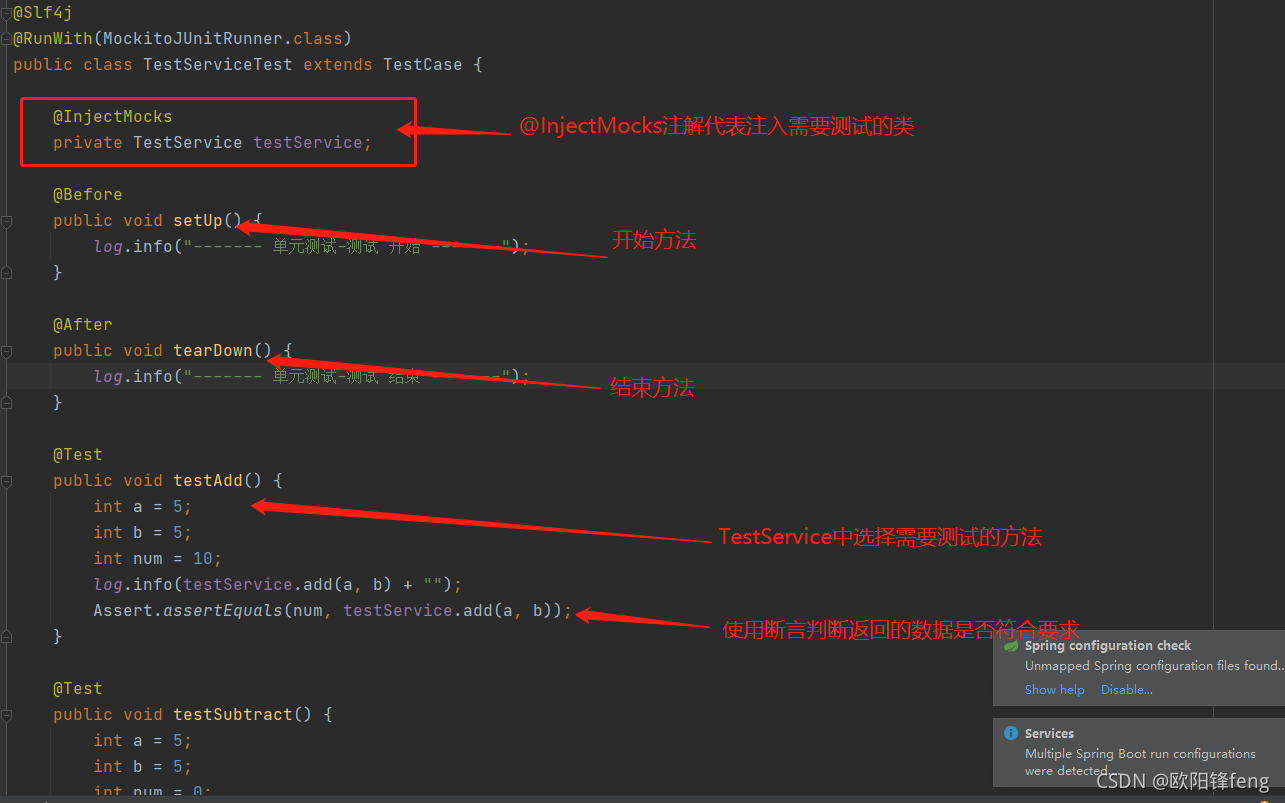 @Slf4j
@RunWith(MockitoJUnitRunner.class)
public class TestServiceTest extends TestCase {
@InjectMocks
@InjectMocks注解代表注入需要测试的类
private TestService testService;
@Before
public void setUp() {
开始方法
log.info("------- 单元测试-测试 开始 -------");
}
@After
public void tearDown() {
log.info("------- 单元测试-测试 结束 -------");
结束方法
}
@Test
public void testAdd() {
int a = 5;
int b = 5;
TestService中选择需要测试的方法
int num = 10;
log.info(testService.add(a, b) + "");
Assert.assertEquals(num, testService.add(a, b));
使用断言判断返回的数据是否符合要求
}
Spring configuration check
Unmapped Spring configuration files found...
Show help Disable...
@Test
public void testSubtract() {
Services
int a = 5;
Multiple Spring Boot run configurations
int b = 5;
were detected...
CSDN @欧阳锋feng
int num = 0;